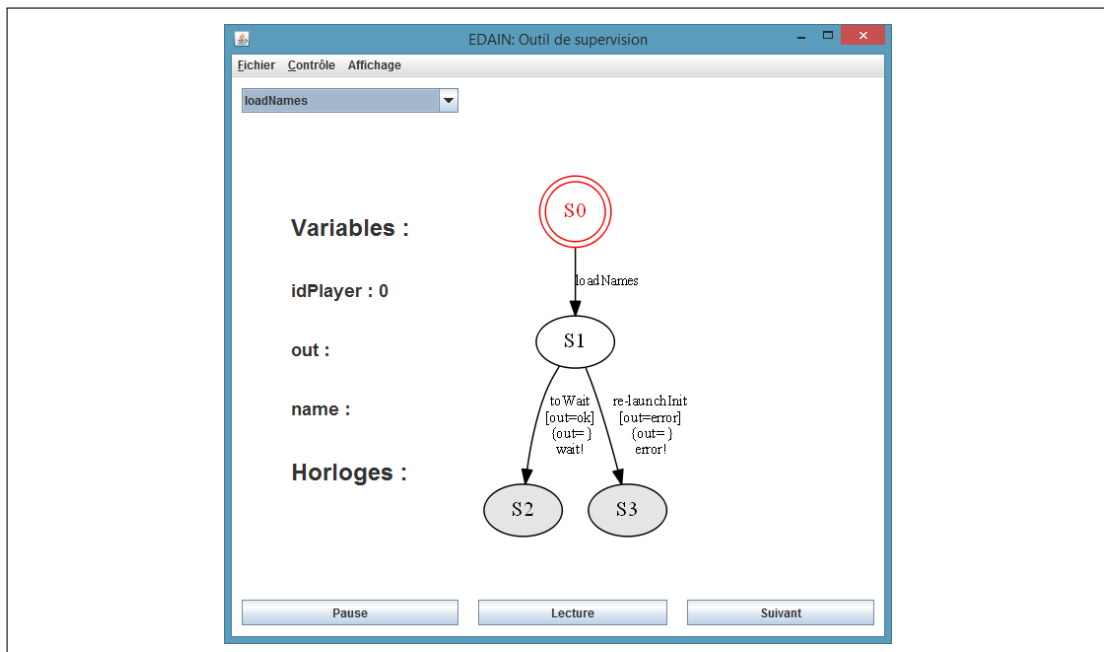 EDAIN: Outil de supervision
Fichier Contrôle Affichage
loadNames
S0
Variables :
loadNames
idPlayer : 0
S1
out :
toWait
[out=ok]
{out= }
wait!
re-launchInit
[out=error]
{out= }
error!
name :
Horloges :
S2
S3
Pause
Lecture
Suivant